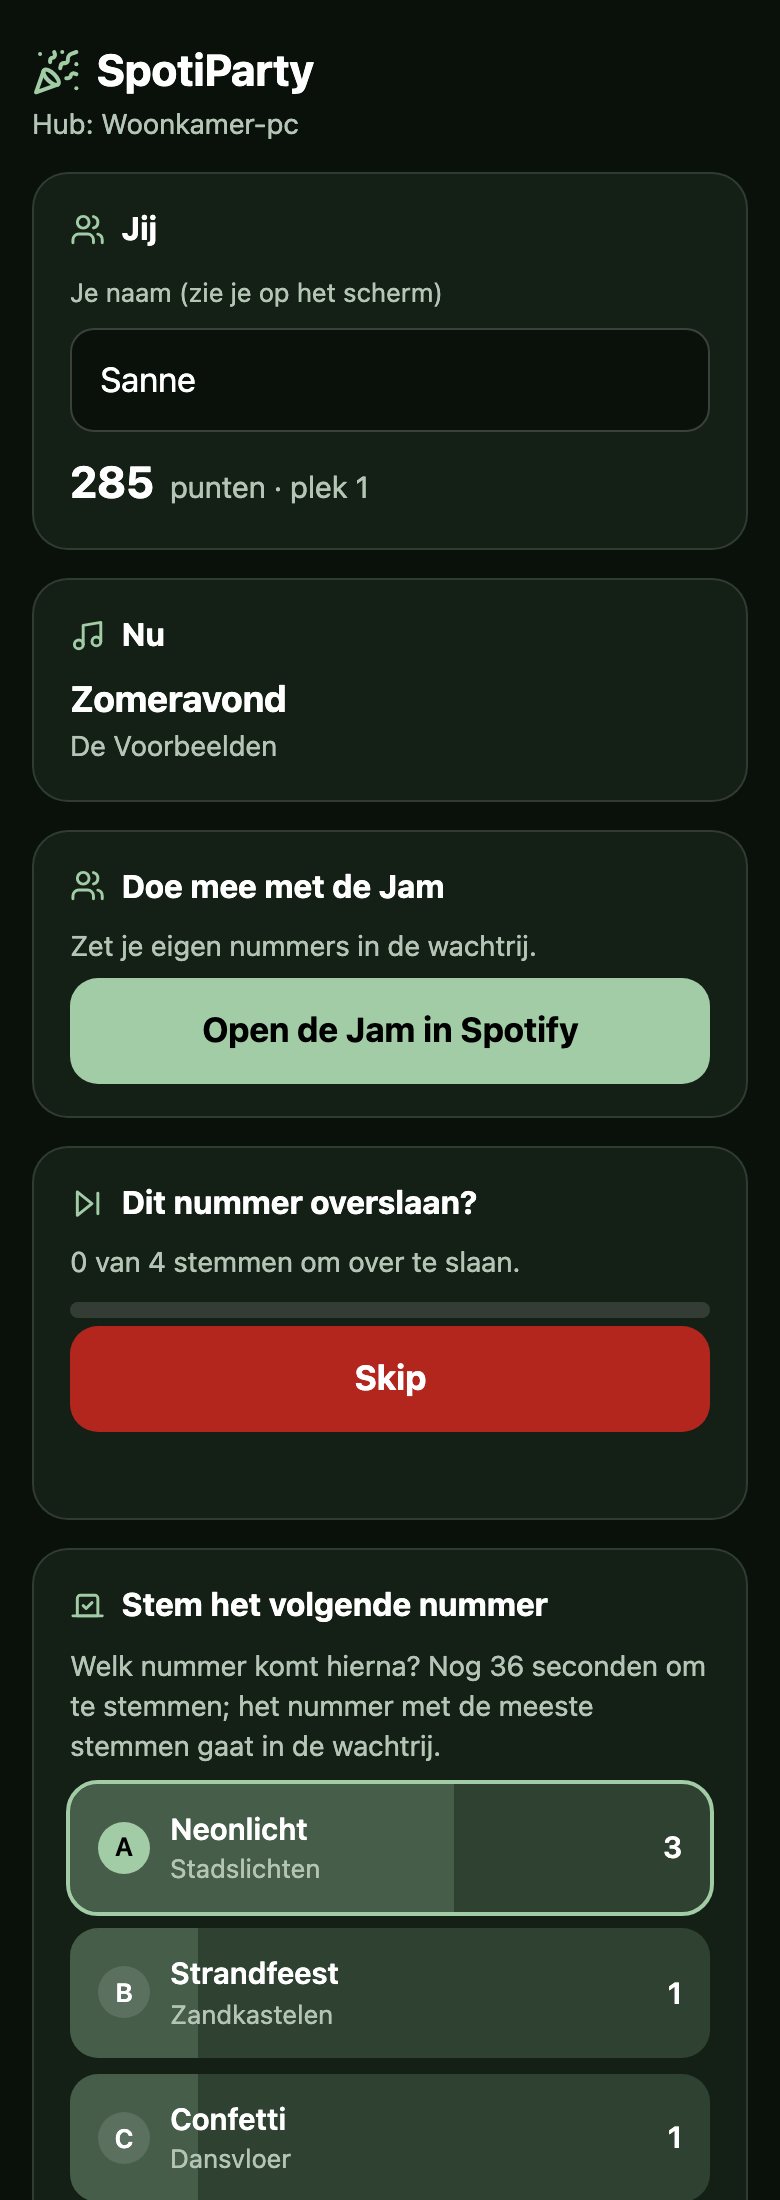 SpotiParty
Hub: Woonkamer-pc
Jij
Je naam (zie je op het scherm)
Sanne
285 punten · plek 1
Nu
Zomeravond
De Voorbeelden
Doe mee met de Jam
Zet je eigen nummers in de wachtrij.
Open de Jam in Spotify
Dit nummer overslaan?
0 van 4 stemmen om over te slaan.
Skip
Stem het volgende nummer
Welk nummer komt hierna? Nog 36 seconden om
te stemmen; het nummer met de meeste
stemmen gaat in de wachtrij.
A Neonlicht 3
Stadslichten
B Strandfeest 1
Zandkastelen
C Confetti 1
Dansvloer